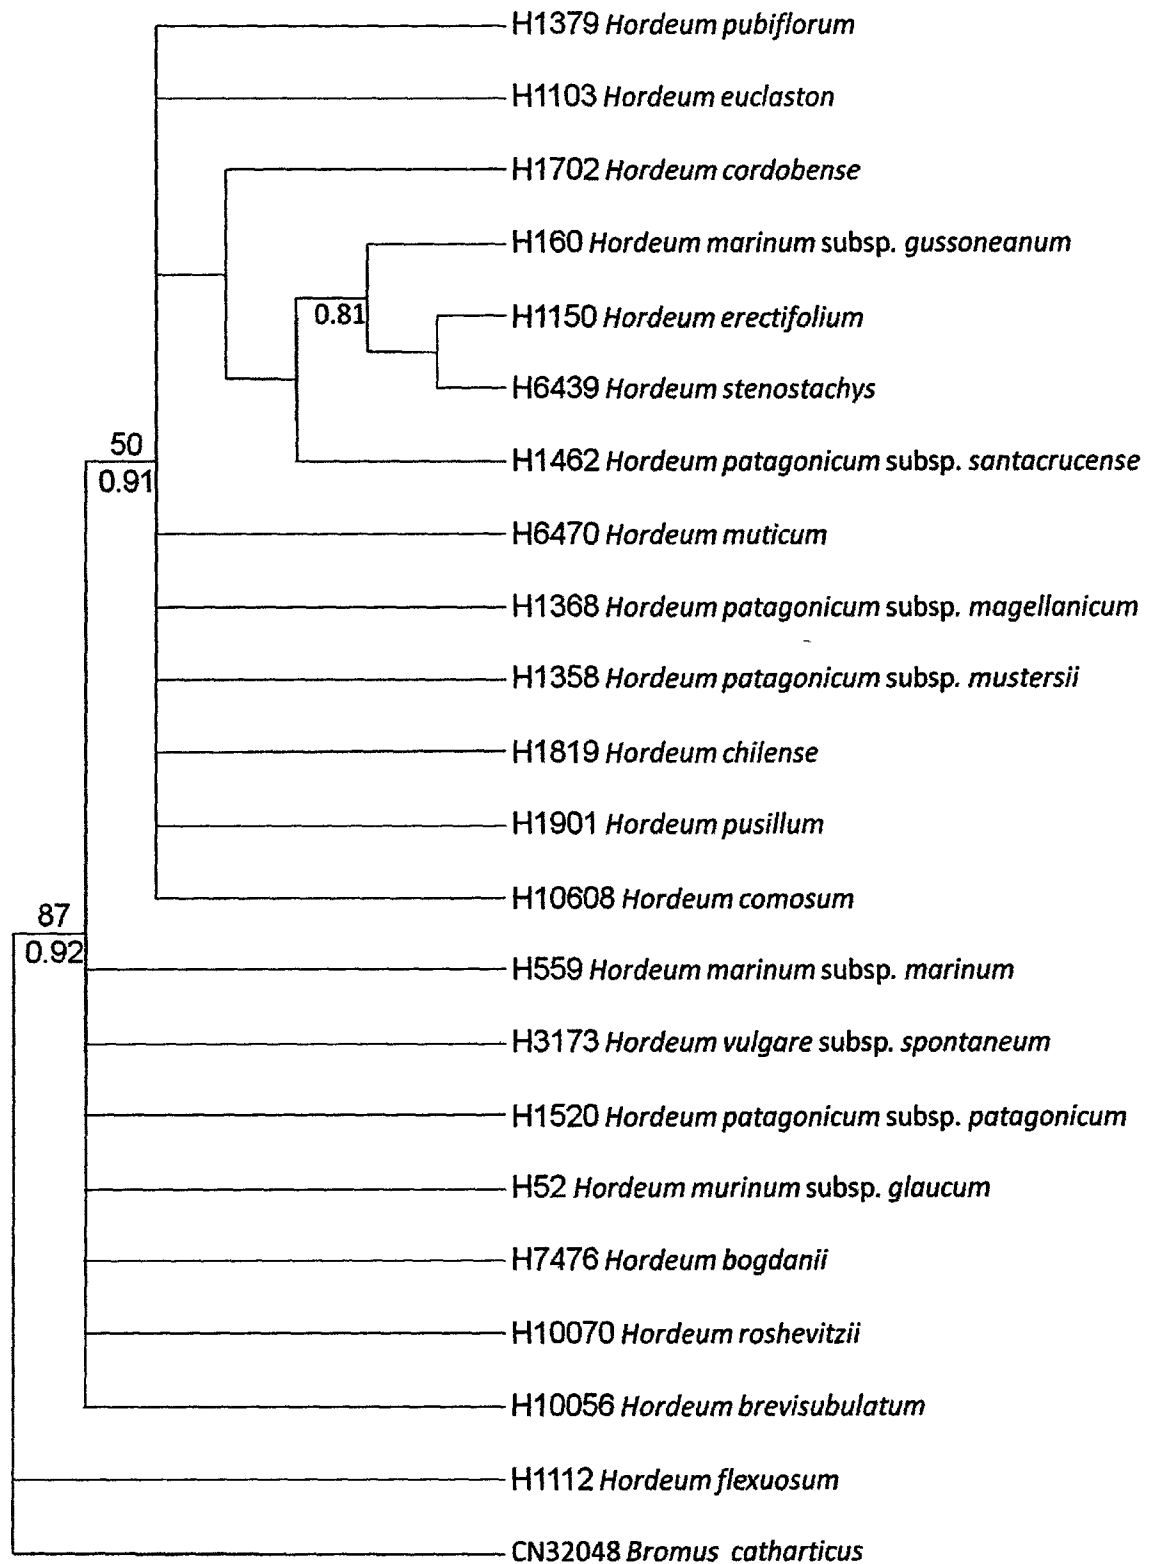 H1379 Hordeum pubiflorum
H1103 Hordeum euclaston
H1702 Hordeum cordobense
H160 Hordeum marinum subsp. gussoneanum
0.81
H1150 Hordeum erectifolium
H6439 Hordeum stenostachys
50
H1462 Hordeum patagonicum subsp. santacrucense
0.91
H6470 Hordeum muticum
H1368 Hordeum patagonicum subsp. magellanicum
H1358 Hordeum patagonicum subsp. mustersii
H1819 Hordeum chilense
H1901 Hordeum pusillum
H10608 Hordeum comosum
87
0.92
H559 Hordeum marinum subsp. marinum
H3173 Hordeum vulgare subsp. spontaneum
H1520 Hordeum patagonicum subsp. patagonicum
H52 Hordeum murinum subsp. glaucum
H7476 Hordeum bogdanii
H10070 Hordeum roshevitzii
H10056 Hordeum brevisubulatum
H1112 Hordeum flexuosum
CN32048 Bromus catharticus